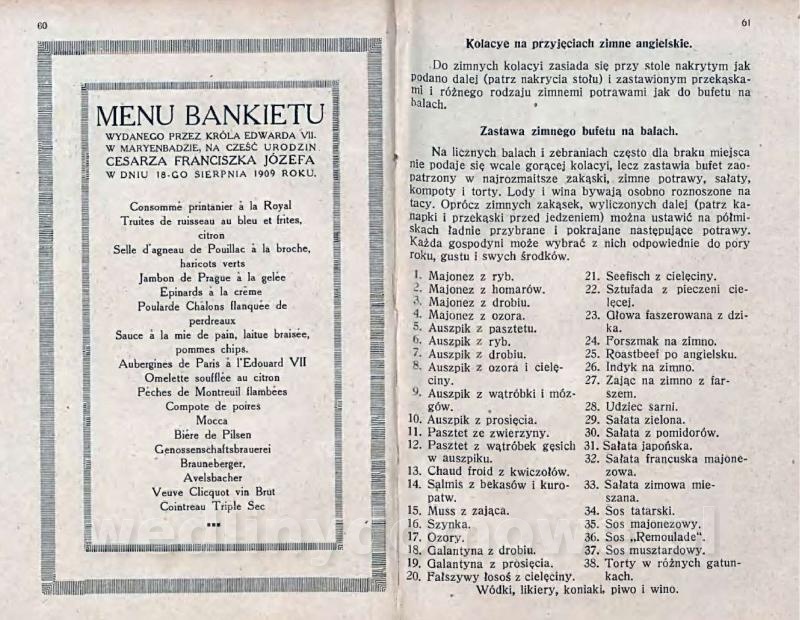 60
MENU BANKIETU
WYDANEGO PRZEZ KRÓLA EDWARDA VII.
W MARYENBADZIE, NA CZEŚĆ URODZIN
CESARZA FRANCISZKA JÓZEFA
W DNIU 18-GO SIERPNIA 1909 ROKU.
Consommé printanier à la Royal
Truites de ruisseau au bleu et frites,
citron
Selle d'agneau de Pouillac à la broche,
haricots verts
Jambon de Prague à la gelée
Epinards à la crème
Poularde Châlons flanquée de
perdreaux
Sauce à la mie de pain, laitue braisée,
pommes chips.
Aubergines de Paris à l'Edouard VII
Omelette soufflée au citron
Pêches de Montreuil flambées
Compote de poires
Mocca
Bière de Pilsen
Genossenschaftsbrauerei
Brauneberger,
Avelsbacher
Veuve Clicquot vin Brut
Cointreau Triple Sec
***
61
Kolacye na przyjęciach zimne angielskie.
Do zimnych kolacyi zasiada się przy stole nakrytym jak
podano dalej (patrz nakrycia stołu) i zastawionym przekąska-
mi i różnego rodzaju zimnemi potrawami jak do bufetu na
balach.
Zastawa zimnego bufetu na balach.
Na licznych balach i zebraniach często dla braku miejsca
nie podaje się wcale gorącej kolacyi, lecz zastawia bufet zao-
patrzony w najrozmaitsze zakąski, zimne potrawy, sałaty,
kompoty i torty. Lody i wina bywają osobno roznoszone na
tacy. Oprócz zimnych zakąsek, wyliczonych dalej (patrz ka-
napki i przekąski przed jedzeniem) można ustawić na półmi-
skach ładnie przybrane i pokrajane następujące potrawy.
Każda gospodyni może wybrać z nich odpowiednie do pory
roku, gustu i swych środków.
1. Majonez z ryb.
2. Majonez z homarów.
3. Majonez z drobiu.
4. Majonez z ozora.
5. Auszpik z pasztetu.
6. Auszpik z ryb.
7. Auszpik z drobiu.
8. Auszpik z ozora i cielę-
ciny.
9. Auszpik z wątróbki i móz-
gów.
10. Auszpik z prosięcia.
11. Pasztet ze zwierzyny.
12. Pasztet z wątróbek gęsich
w auszpiku.
13. Chaud froid z kwiczołów.
14. Salmis z bekasów i kuro-
patw.
15. Muss z zająca.
16. Szynka.
17. Ozory.
18. Galantyna z drobiu.
19. Galantyna z prosięcia.
20. Fałszywy łosoś z cielęciny.
21. Seefisch z cielęciny.
22. Sztufada z pieczeni cie-
lęcej.
23. Głowa faszerowana z dzi-
ka.
24. Forszmak na zimno.
25. Roastbeef po angielsku.
26. Indyk na zimno.
27. Zając na zimno z far-
szem.
28. Udziec sarni.
29. Sałata zielona.
30. Sałata z pomidorów.
31. Sałata japońska.
32. Sałata francuska majone-
zowa.
33. Sałata zimowa mie-
szana.
34. Sos tatarski.
35. Sos majonezowy.
36. Sos „Remoulade".
37. Sos musztardowy.
38. Torty w różnych gatun-
kach.
Wódki, likiery, koniaki, piwo i wino.